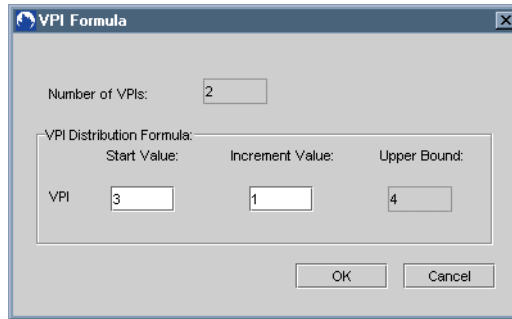 VPI Formula
Number of VPIs: 2
VPI Distribution Formula:
Start Value: Increment Value: Upper Bound:
VPI 3 1 4
OK Cancel